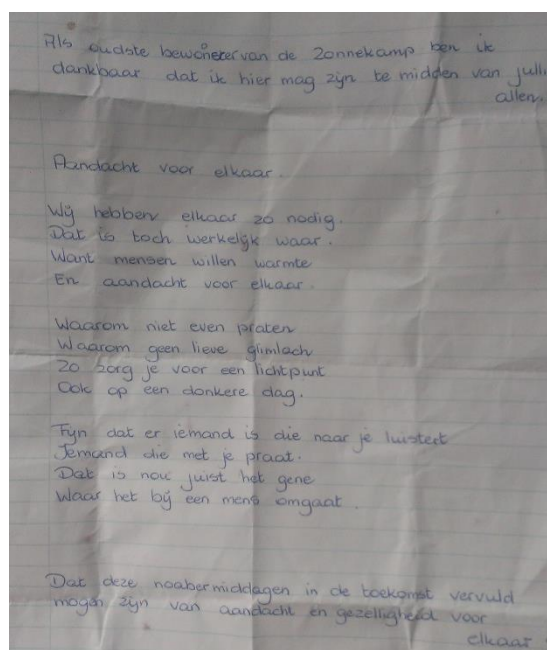 Als oudste bewoner van de Zonnekamp ben ik
dankbaar dat ik hier mag zijn te midden van
allen.
Aandacht voor elkaar.
Wij hebben elkaar zo nodig.
Dat is toch werkelijk waar.
Want mensen willen warmte
En aandacht voor elkaar.
Waarom niet even praten
Waarom geen lieve glimlach
Zo zorg je voor een lichtpunt
Ook op een donkere dag.
Fijn dat er iemand is die naar je luistert
Iemand die met je praat.
Dat is nou juist het gene
Waar het bij een mens omgaat.
Dat deze noabermiddagen in de toekomst vervuld
mogen zijn van aandacht en gezelligheid voor
elkaar